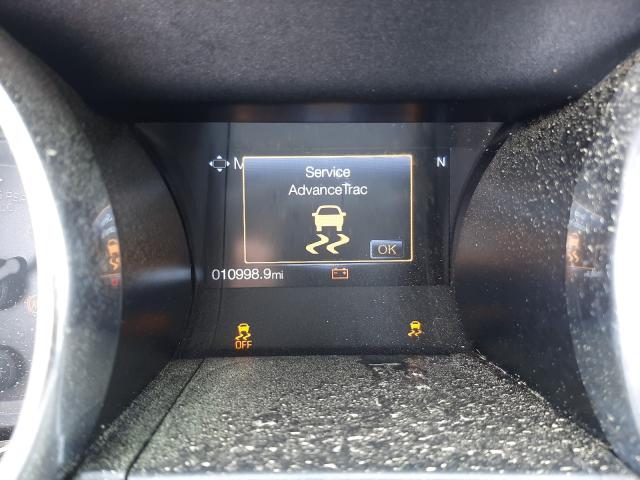 M
N
Service
AdvanceTrac
OK
010998.9mi
OFF